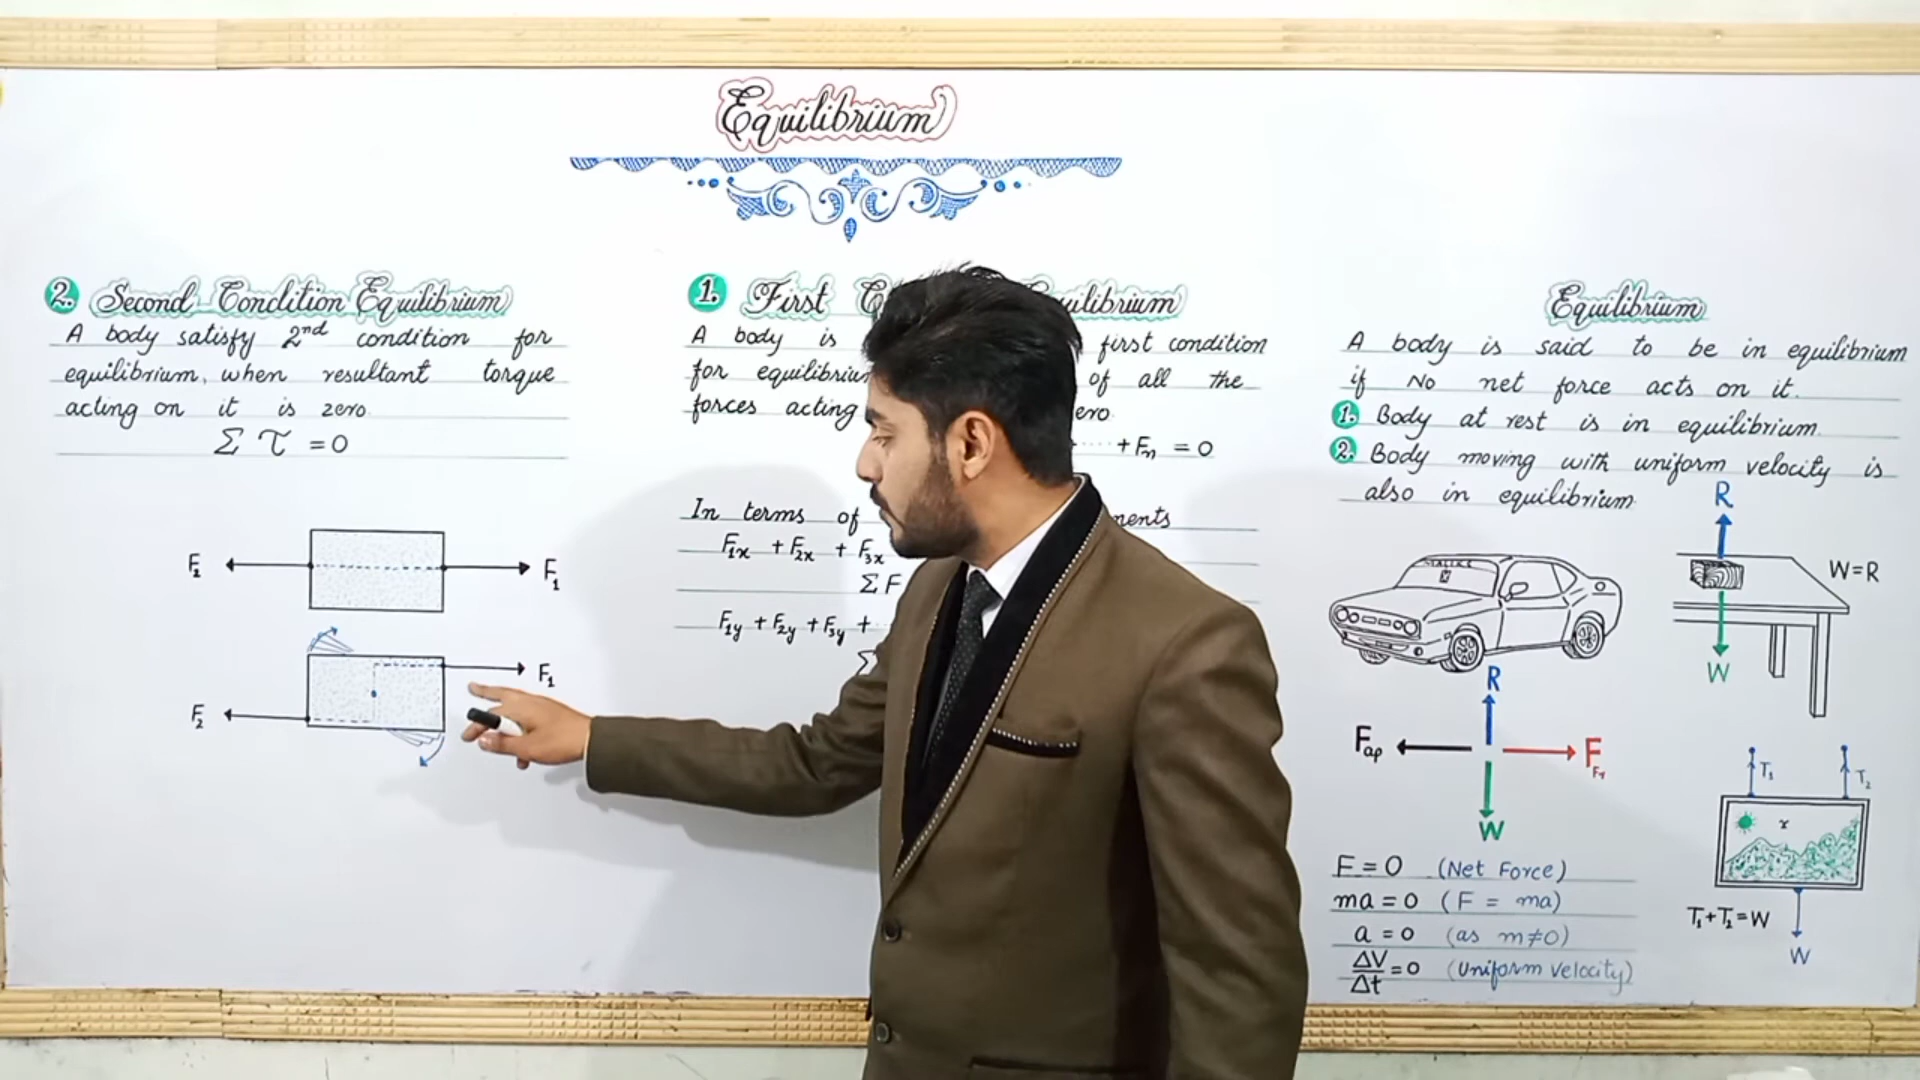 Equilibrium
2. Second Condition Equilibrium
A body satisfy 2nd condition for
equilibrium, when resultant torque
acting on it is zero.
Σ τ = 0
F2 F1
F1
F2
1. First
A body is first condition
for of all the
forces acting
+ Fn = 0
In terms of
F1x + F2x + F3x
Σ F
F1y + F2y + F3y +
Σ
Equilibrium
A body is said to be in equilibrium
if No net force acts on it.
1. Body at rest is in equilibrium.
2. Body moving with uniform velocity is
also in equilibrium.
R
W=R
W
R
Fap
W
T1 T2
T1+T2=W
W
F = 0 (Net Force)
ma = 0 (F = ma)
a = 0 (as m≠0)
ΔV/Δt = 0 (Uniform Velocity)